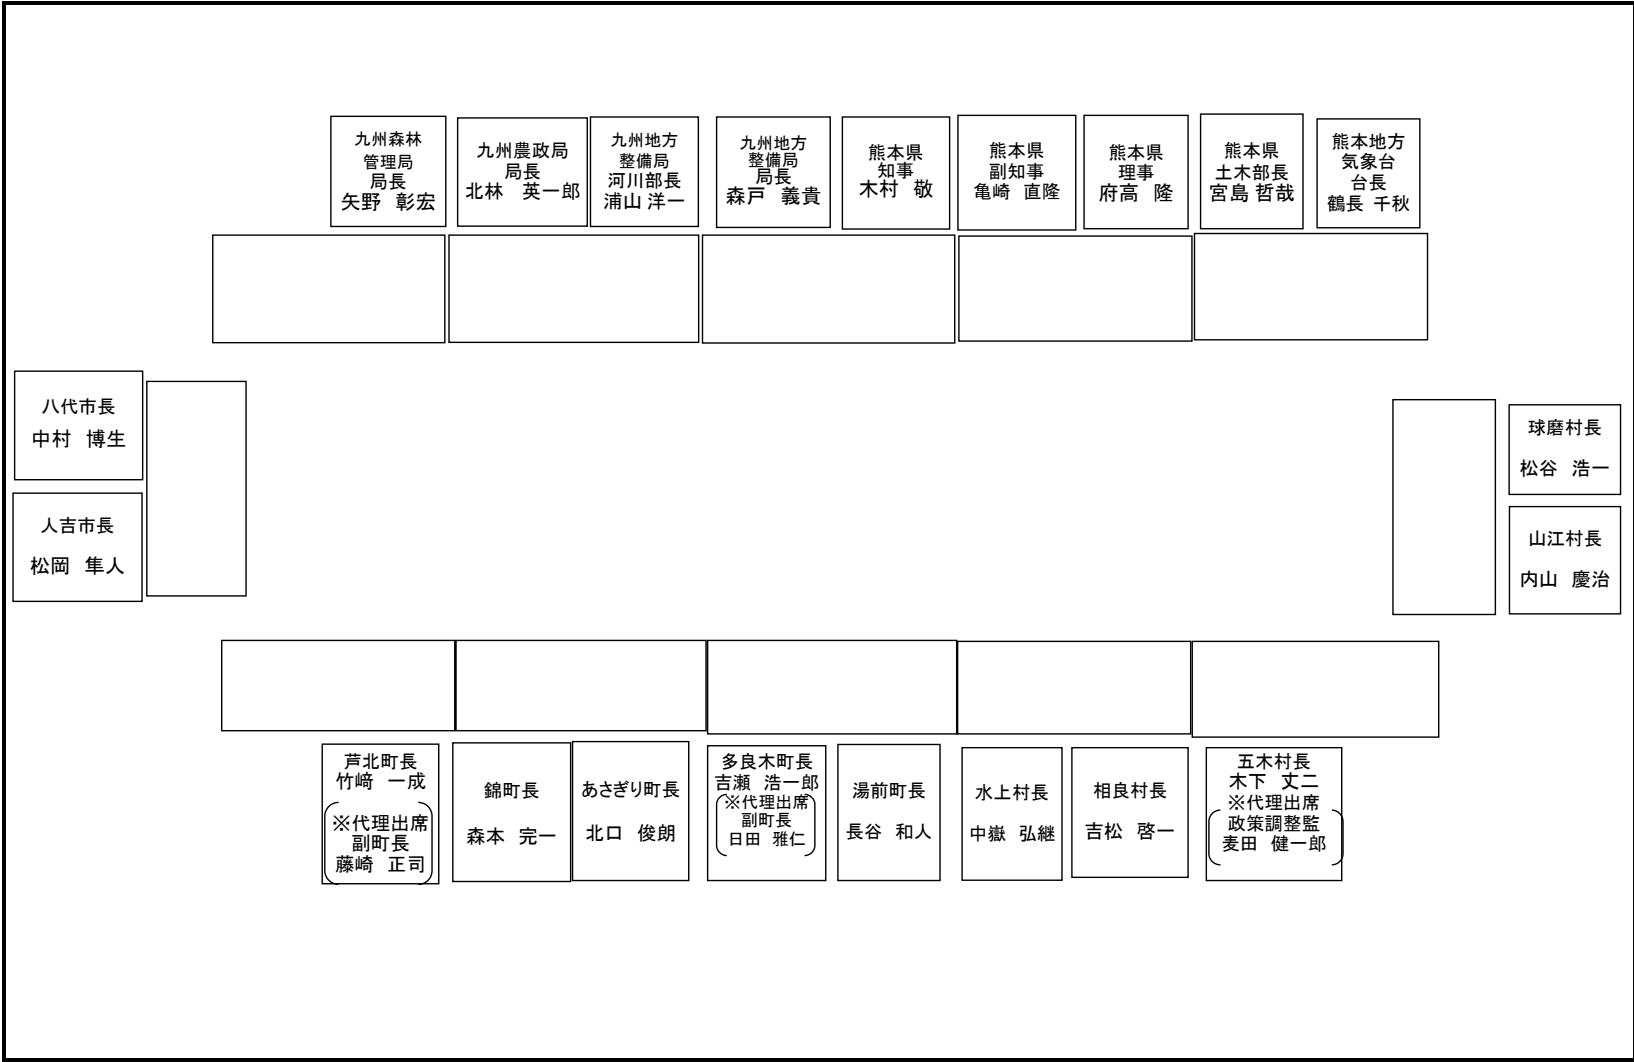 九州森林
管理局
局長
矢野 彰宏
九州農政局
局長
北林 英一郎
九州地方
整備局
河川部長
浦山 洋一
九州地方
整備局
局長
森戸 義貴
熊本県
知事
木村 敬
熊本県
副知事
亀崎 直隆
熊本県
理事
府高 隆
熊本県
土木部長
宮島 哲哉
熊本地方
気象台
台長
鶴長 千秋
八代市長
中村 博生
人吉市長
松岡 隼人
球磨村長
松谷 浩一
山江村長
内山 慶治
芦北町長
竹﨑 一成
※代理出席
副町長
藤崎 正司
錦町長
森本 完一
あさぎり町長
北口 俊朗
多良木町長
吉瀬 浩一郎
※代理出席
副町長
日田 雅仁
湯前町長
長谷 和人
水上村長
中嶽 弘継
相良村長
吉松 啓一
五木村長
木下 丈二
※代理出席
政策調整監
麦田 健一郎